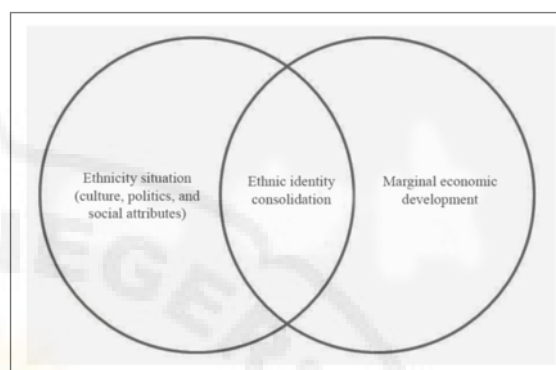 Ethnicity situation
(culture, politics, and
social attributes)
Ethnic identity
consolidation
Marginal economic
development